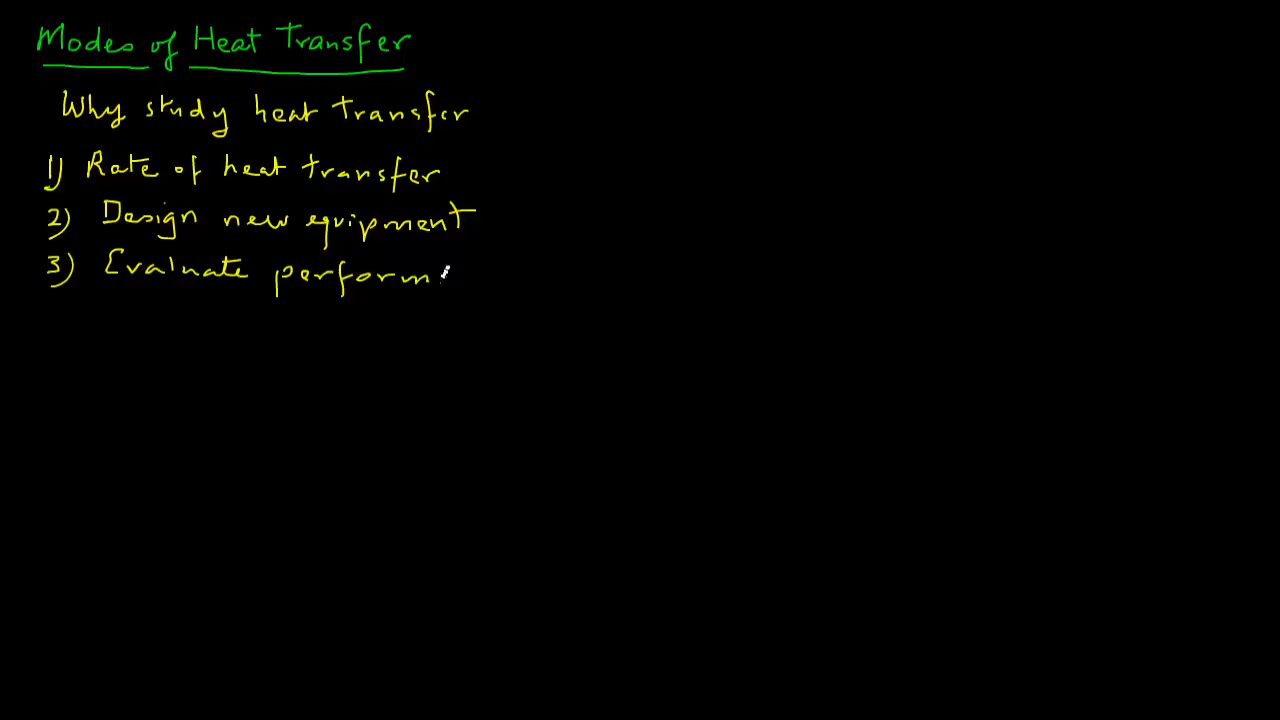 Modes of Heat Transfer
Why study heat transfer
1) Rate of heat transfer
2) Design new equipment
3) Evaluate perform